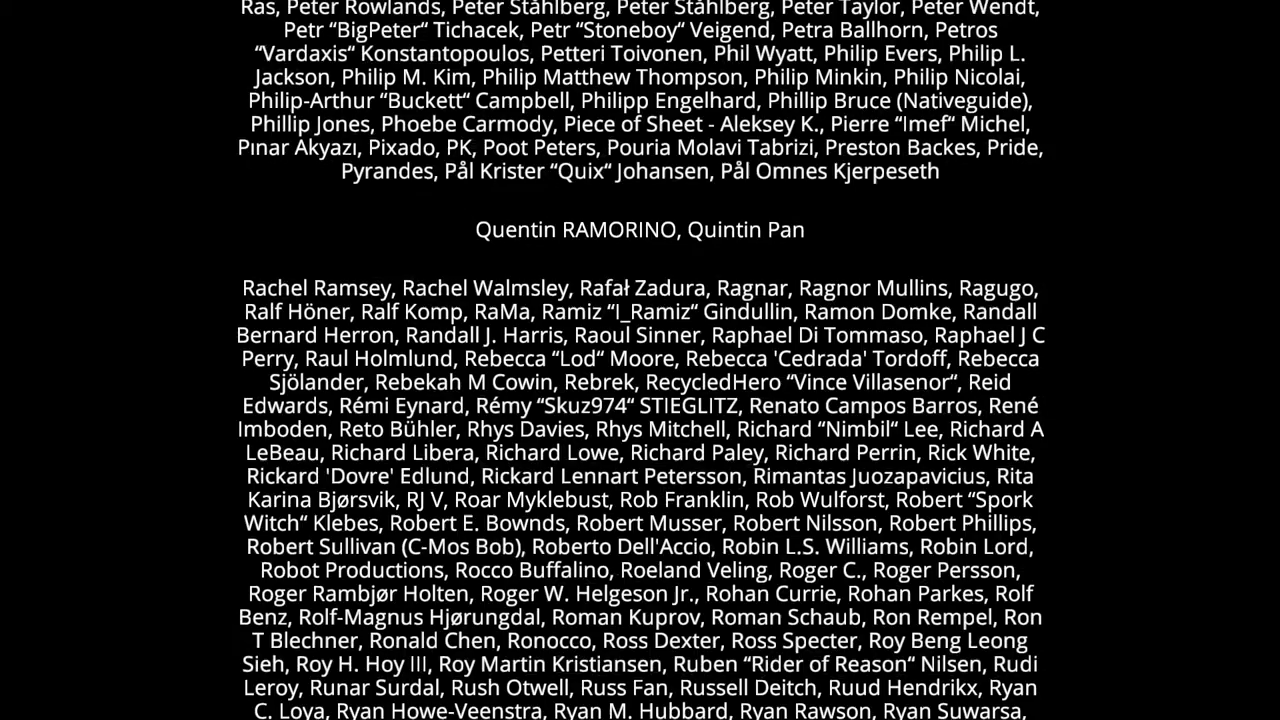 Ras, Peter Rowlands, Peter Ståhlberg, Peter Ståhlberg, Peter Taylor, Peter Wendt,
Petr “BigPeter“ Tichacek, Petr “Stoneboy“ Veigend, Petra Ballhorn, Petros
“Vardaxis“ Konstantopoulos, Petteri Toivonen, Phil Wyatt, Philip Evers, Philip L.
Jackson, Philip M. Kim, Philip Matthew Thompson, Philip Minkin, Philip Nicolai,
Philip-Arthur “Buckett“ Campbell, Philipp Engelhard, Phillip Bruce (Nativeguide),
Phillip Jones, Phoebe Carmody, Piece of Sheet - Aleksey K., Pierre “Imef“ Michel,
Pınar Akyazı, Pixado, PK, Poot Peters, Pouria Molavi Tabrizi, Preston Backes, Pride,
Pyrandes, Pål Krister “Quix“ Johansen, Pål Omnes Kjerpeseth
Quentin RAMORINO, Quintin Pan
Rachel Ramsey, Rachel Walmsley, Rafał Zadura, Ragnar, Ragnor Mullins, Ragugo,
Ralf Höner, Ralf Komp, RaMa, Ramiz “I_Ramiz“ Gindullin, Ramon Domke, Randall
Bernard Herron, Randall J. Harris, Raoul Sinner, Raphael Di Tommaso, Raphael J C
Perry, Raul Holmlund, Rebecca “Lod“ Moore, Rebecca 'Cedrada' Tordoff, Rebecca
Sjölander, Rebekah M Cowin, Rebrek, RecycledHero “Vince Villasenor“, Reid
Edwards, Rémi Eynard, Rémy “Skuz974“ STIEGLITZ, Renato Campos Barros, René
Imboden, Reto Bühler, Rhys Davies, Rhys Mitchell, Richard “Nimbil“ Lee, Richard A
LeBeau, Richard Libera, Richard Lowe, Richard Paley, Richard Perrin, Rick White,
Rickard 'Dovre' Edlund, Rickard Lennart Petersson, Rimantas Juozapavicius, Rita
Karina Bjørsvik, RJ V, Roar Myklebust, Rob Franklin, Rob Wulforst, Robert “Spork
Witch“ Klebes, Robert E. Bownds, Robert Musser, Robert Nilsson, Robert Phillips,
Robert Sullivan (C-Mos Bob), Roberto Dell'Accio, Robin L.S. Williams, Robin Lord,
Robot Productions, Rocco Buffalino, Roeland Veling, Roger C., Roger Persson,
Roger Rambjør Holten, Roger W. Helgeson Jr., Rohan Currie, Rohan Parkes, Rolf
Benz, Rolf-Magnus Hjørungdal, Roman Kuprov, Roman Schaub, Ron Rempel, Ron
T Blechner, Ronald Chen, Ronocco, Ross Dexter, Ross Specter, Roy Beng Leong
Sieh, Roy H. Hoy III, Roy Martin Kristiansen, Ruben “Rider of Reason“ Nilsen, Rudi
Leroy, Runar Surdal, Rush Otwell, Russ Fan, Russell Deitch, Ruud Hendrikx, Ryan
C. Loya, Ryan Howe-Veenstra, Ryan M. Hubbard, Ryan Rawson, Ryan Suwarsa,